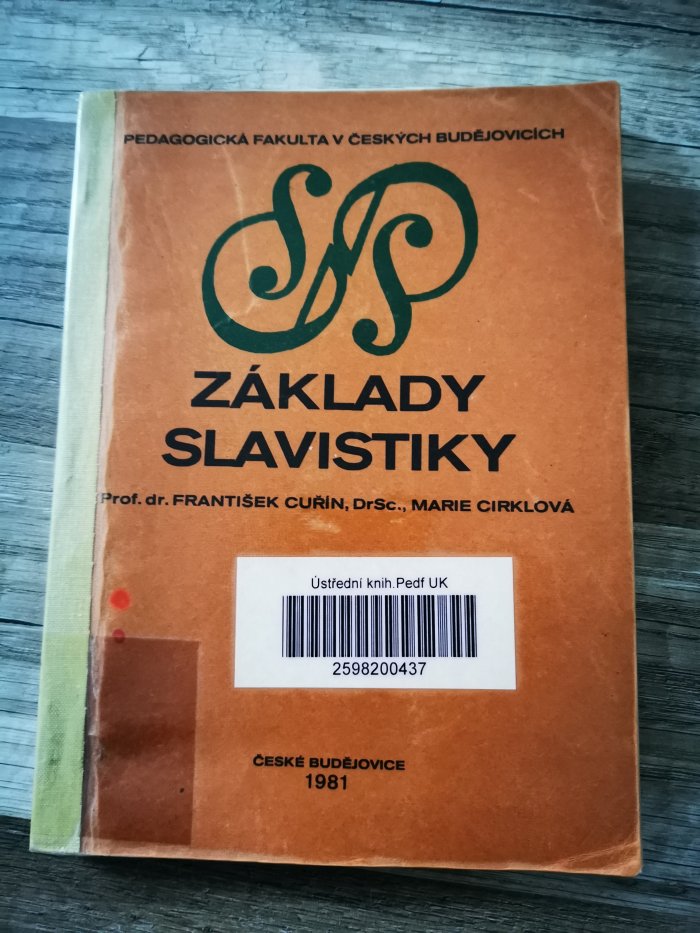 PEDAGOGICKÁ FAKULTA V ČESKÝCH BUDĚJOVICÍCH
SP
ZÁKLADY
SLAVISTIKY
Prof. dr. FRANTIŠEK CUŘÍN, DrSc., MARIE CIRKLOVÁ
Ústřední knih.Pedf UK
2598200437
ČESKÉ BUDĚJOVICE
1981